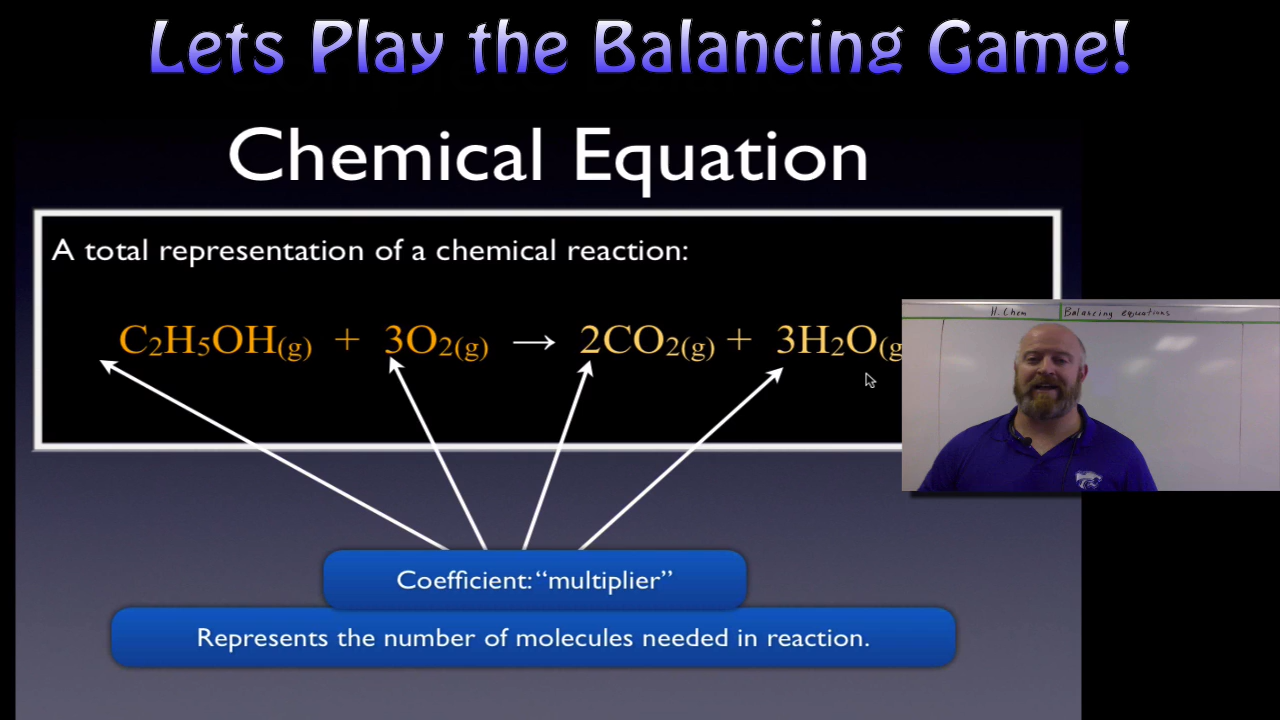 Lets Play the Balancing Game!
Chemical Equation
A total representation of a chemical reaction:
C₂H₅OH(g) + 3O₂(g) → 2CO₂(g) + 3H₂O(g
H. Chem Balancing equations
Coefficient: “multiplier”
Represents the number of molecules needed in reaction.